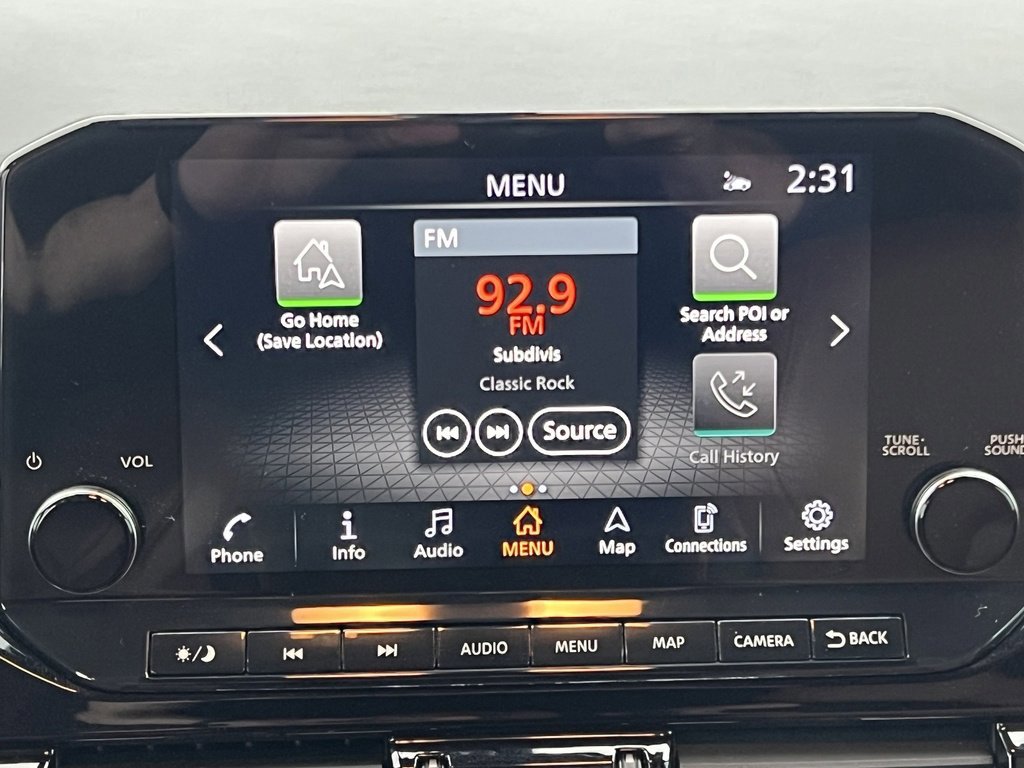 MENU
2:31
FM
92.9
FM
Subdivis
Classic Rock
Source
Go Home
(Save Location)
Search POI or
Address
Call History
VOL
TUNE·
SCROLL
PUSH
SOUND
Phone
Info
Audio
MENU
Map
Connections
Settings
AUDIO
MENU
MAP
CAMERA
BACK